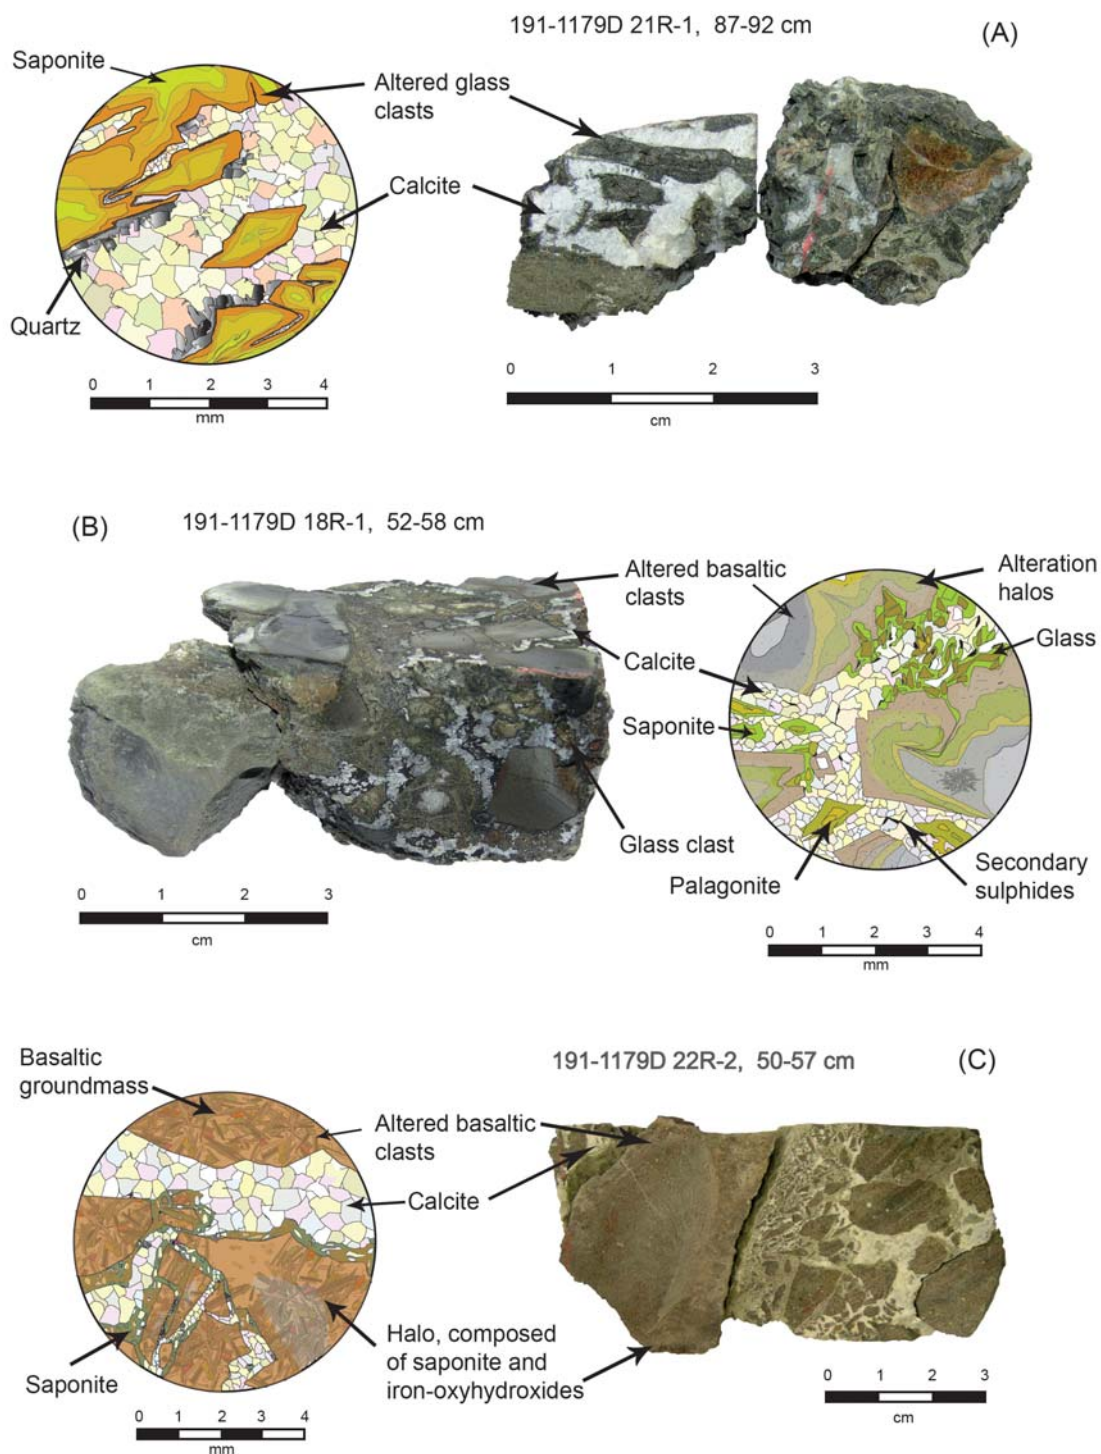 191-1179D 21R-1, 87-92 cm
(A)
Saponite
Altered glass
clasts
Calcite
Quartz
0 1 2 3 4
mm
0 1 2 3
cm
(B)
191-1179D 18R-1, 52-58 cm
Altered basaltic
clasts
Alteration
halos
Glass
Calcite
Saponite
Glass clast
Palagonite
Secondary
sulphides
0 1 2 3
cm
0 1 2 3 4
mm
Basaltic
groundmass
191-1179D 22R-2, 50-57 cm
(C)
Altered basaltic
clasts
Calcite
Halo, composed
of saponite and
iron-oxyhydroxides
Saponite
0 1 2 3 4
mm
0 1 2 3
cm